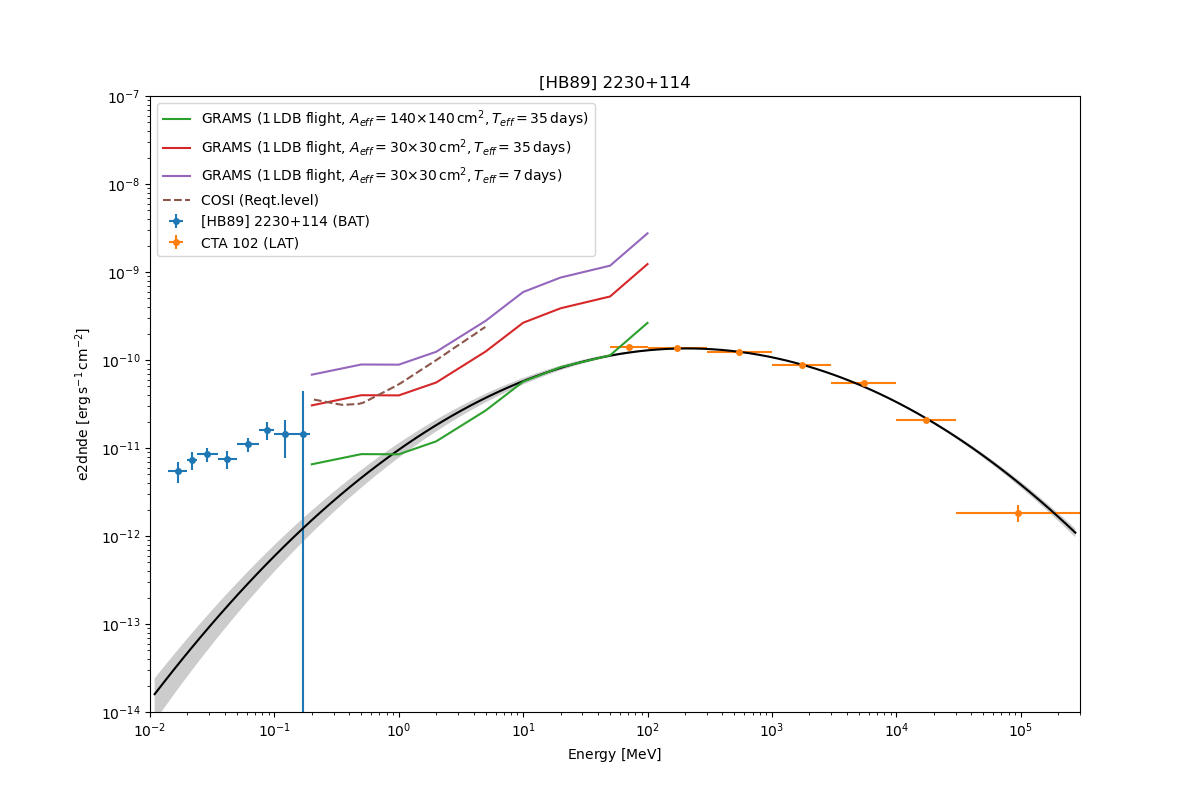 [HB89] 2230+114
GRAMS (1 LDB flight, A_eff = 140×140 cm², T_eff = 35 days)
GRAMS (1 LDB flight, A_eff = 30×30 cm², T_eff = 35 days)
GRAMS (1 LDB flight, A_eff = 30×30 cm², T_eff = 7 days)
COSI (Reqt.level)
[HB89] 2230+114 (BAT)
CTA 102 (LAT)
e2dnde [erg s⁻¹ cm⁻²]
10⁻⁷
10⁻⁸
10⁻⁹
10⁻¹⁰
10⁻¹¹
10⁻¹²
10⁻¹³
10⁻¹⁴
10⁻² 10⁻¹ 10⁰ 10¹ 10² 10³ 10⁴ 10⁵
Energy [MeV]